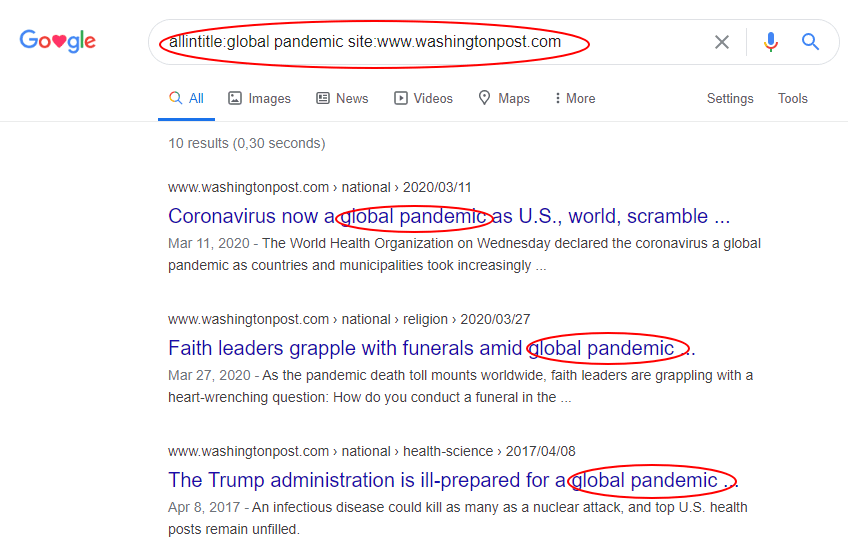 Google
allintitle:global pandemic site:www.washingtonpost.com
All Images News Videos Maps More Settings Tools
10 results (0,30 seconds)
www.washingtonpost.com › national › 2020/03/11
Coronavirus now a global pandemic as U.S., world, scramble ...
Mar 11, 2020 - The World Health Organization on Wednesday declared the coronavirus a global
pandemic as countries and municipalities took increasingly ...
www.washingtonpost.com › national › religion › 2020/03/27
Faith leaders grapple with funerals amid global pandemic ...
Mar 27, 2020 - As the pandemic death toll mounts worldwide, faith leaders are grappling with a
heart-wrenching question: How do you conduct a funeral in the ...
www.washingtonpost.com › national › health-science › 2017/04/08
The Trump administration is ill-prepared for a global pandemic ...
Apr 8, 2017 - An infectious disease could kill as many as a nuclear attack, and top U.S. health
posts remain unfilled.